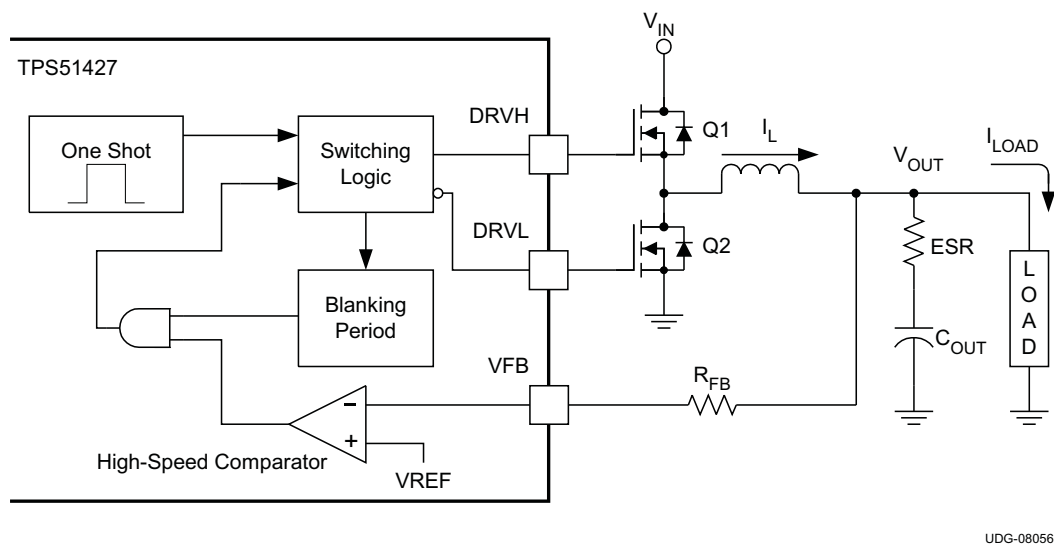 V_IN
TPS51427
DRVH
One Shot
Switching
Logic
Q1
I_L
V_OUT
I_LOAD
DRVL
Q2
ESR
Blanking
Period
LOAD
C_OUT
VFB
R_FB
–
+
High-Speed Comparator
VREF
UDG-08056